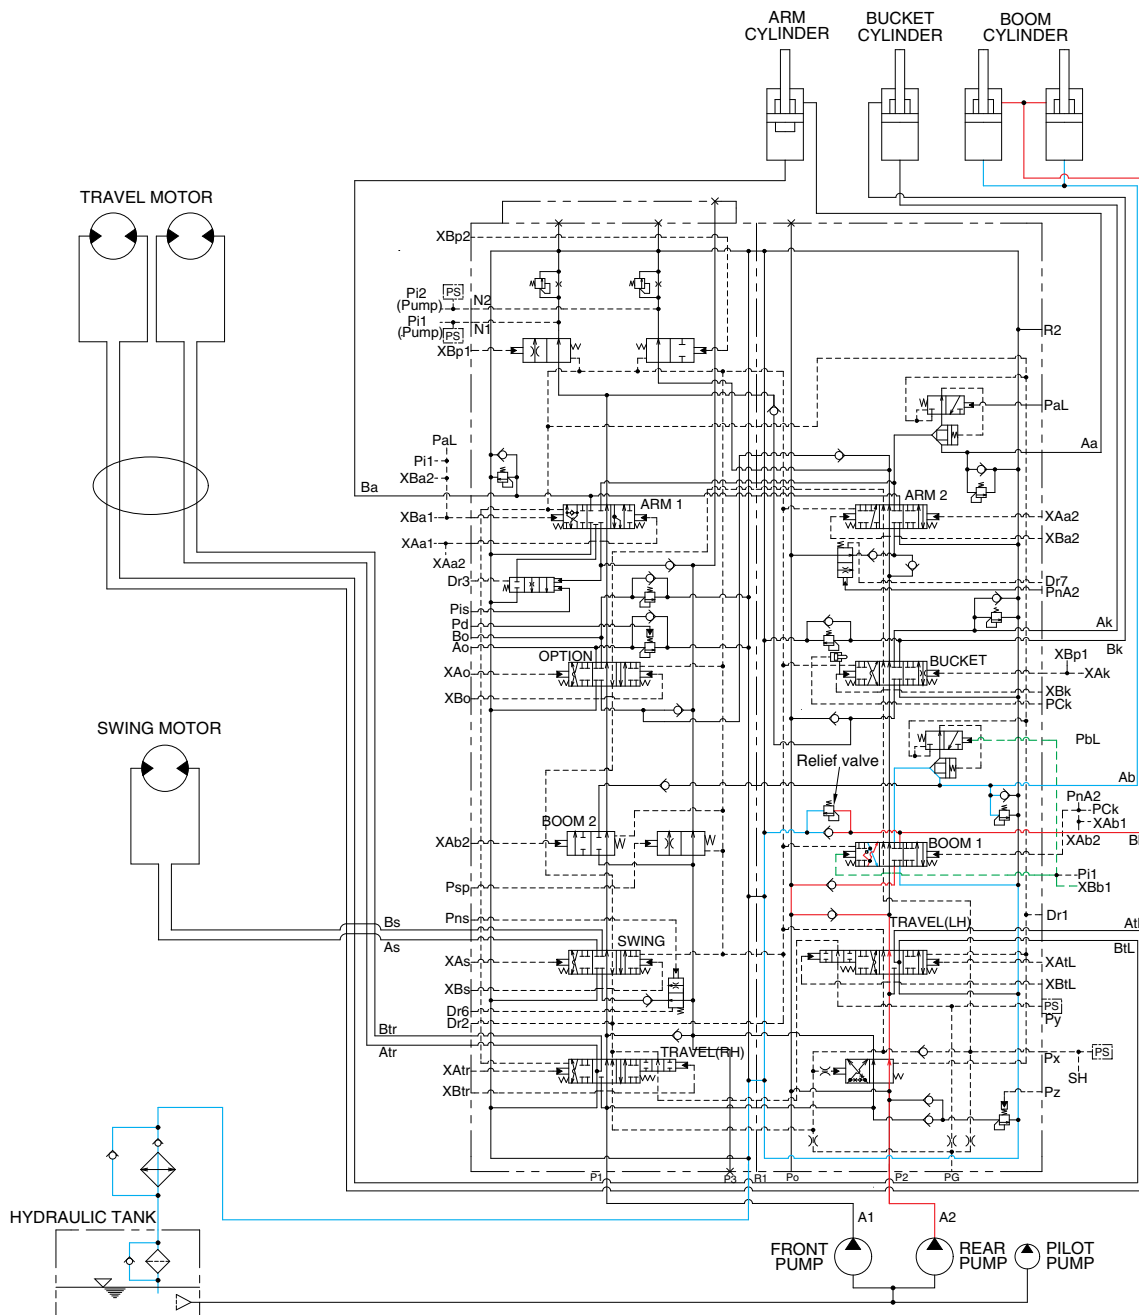 ARM
CYLINDER
BUCKET
CYLINDER
BOOM
CYLINDER
TRAVEL MOTOR
XBp2
Pi2
(Pump)
PS
N2
Pi1
(Pump)
PS
N1
XBp1
R2
PaL
Aa
PaL
Pi1
XBa2
Ba
ARM 1
ARM 2
XBa1
XAa2
XAa1
XBa2
XAa2
Dr3
Dr7
PnA2
Pis
Pd
Bo
Ao
Ak
Bk
OPTION
BUCKET
XBp1
XAo
XAk
XBo
XBk
PCk
SWING MOTOR
PbL
Relief valve
Ab
PnA2
PCk
XAb1
XAb2
BOOM 2
BOOM 1
XAb2
Pi1
XBb1
Psp
Pns
Dr1
Bs
As
TRAVEL(LH)
BtL
SWING
XAs
XAtL
XBs
XBtL
Dr6
Dr2
PS
Py
Btr
Atr
TRAVEL(RH)
Px
PS
XAtr
SH
XBtr
Pz
P1
P3
R1
Po
P2
PG
HYDRAULIC TANK
A1
A2
FRONT
PUMP
REAR
PUMP
PILOT
PUMP